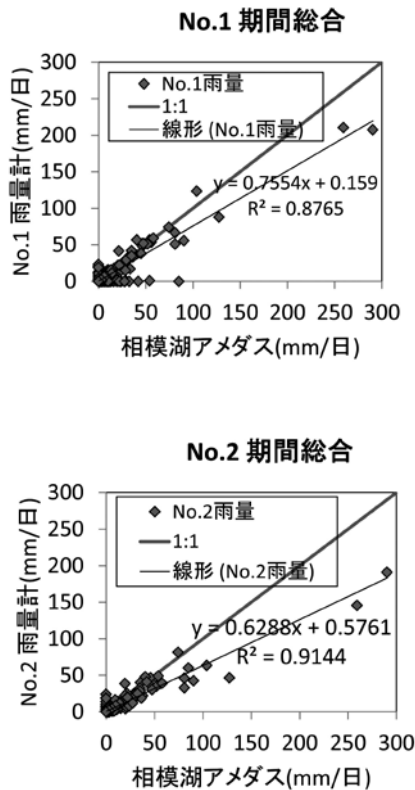 No.1 期間総合
No.1 雨量計(mm/日)
300
250
200
150
100
50
0
No.1雨量
1:1
線形 (No.1雨量)
y = 0.7554x + 0.159
R² = 0.8765
0 50 100 150 200 250 300
相模湖アメダス(mm/日)
No.2 期間総合
No.2 雨量計(mm/日)
300
250
200
150
100
50
0
No.2雨量
1:1
線形 (No.2雨量)
y = 0.6288x + 0.5761
R² = 0.9144
0 50 100 150 200 250 300
相模湖アメダス(mm/日)